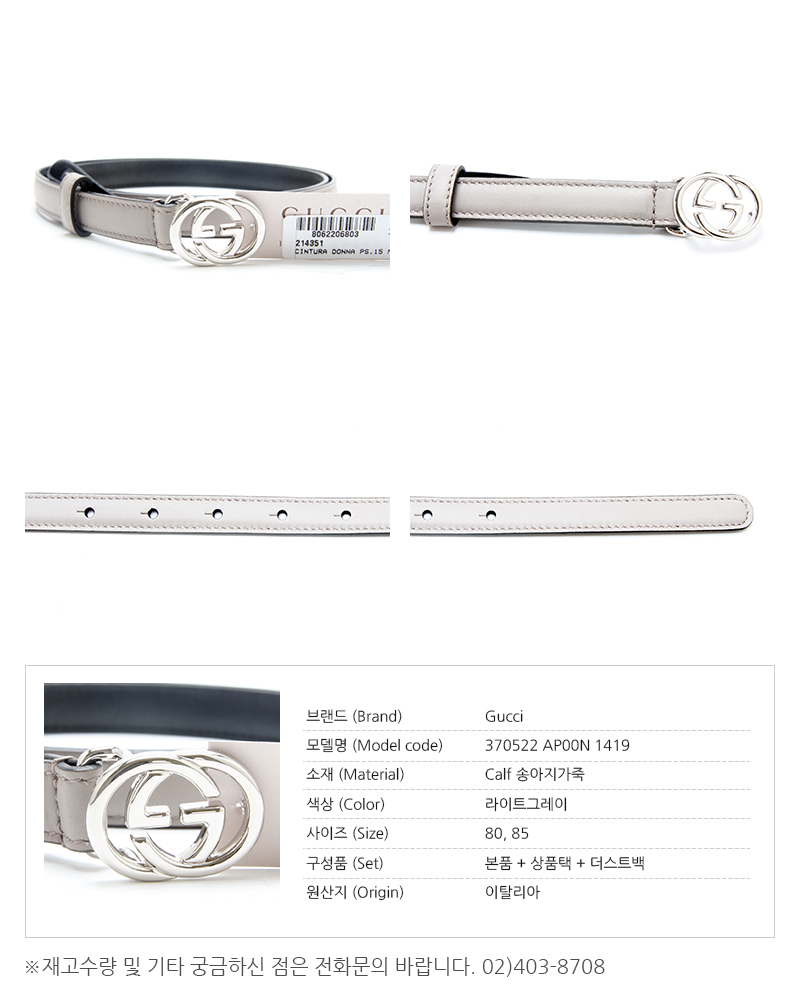 GUCCI
8062206803
214351
CINTURA DONNA PS.15
브랜드 (Brand) Gucci
모델명 (Model code) 370522 AP00N 1419
소재 (Material) Calf 송아지가죽
색상 (Color) 라이트그레이
사이즈 (Size) 80, 85
구성품 (Set) 본품 + 상품택 + 더스트백
원산지 (Origin) 이탈리아
※재고수량 및 기타 궁금하신 점은 전화문의 바랍니다. 02)403-8708